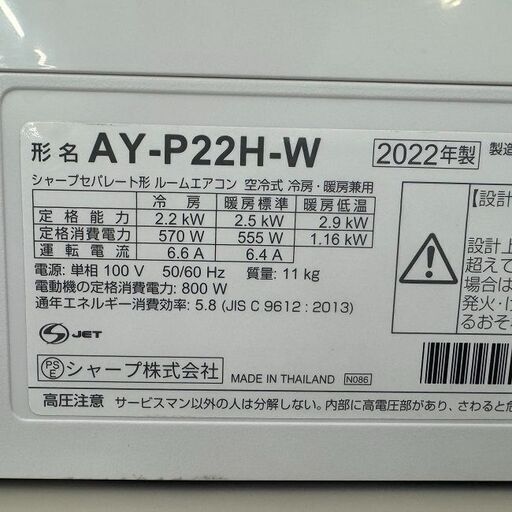 形名 AY-P22H-W 2022年製 製造
シャープセパレート形 ルームエアコン 空冷式 冷房・暖房兼用
冷房 暖房標準 暖房低温
定格能力 2.2 kW 2.5 kW 2.9 kW
定格消費電力 570 W 555 W 1.16 kW
運転電流 6.6 A 6.4 A
電源: 単相 100 V 50/60 Hz 質量: 11 kg
電動機の定格消費電力: 800 W
通年エネルギー消費効率: 5.8 (JIS C 9612 : 2013)
S JET
PS E シャープ株式会社 MADE IN THAILAND N086
【設計
設計上
超えて
場合は
発火・け
るおそれ
高圧注意 サービスマン以外の人は分解しない。内部に高電圧部があり、さわると危